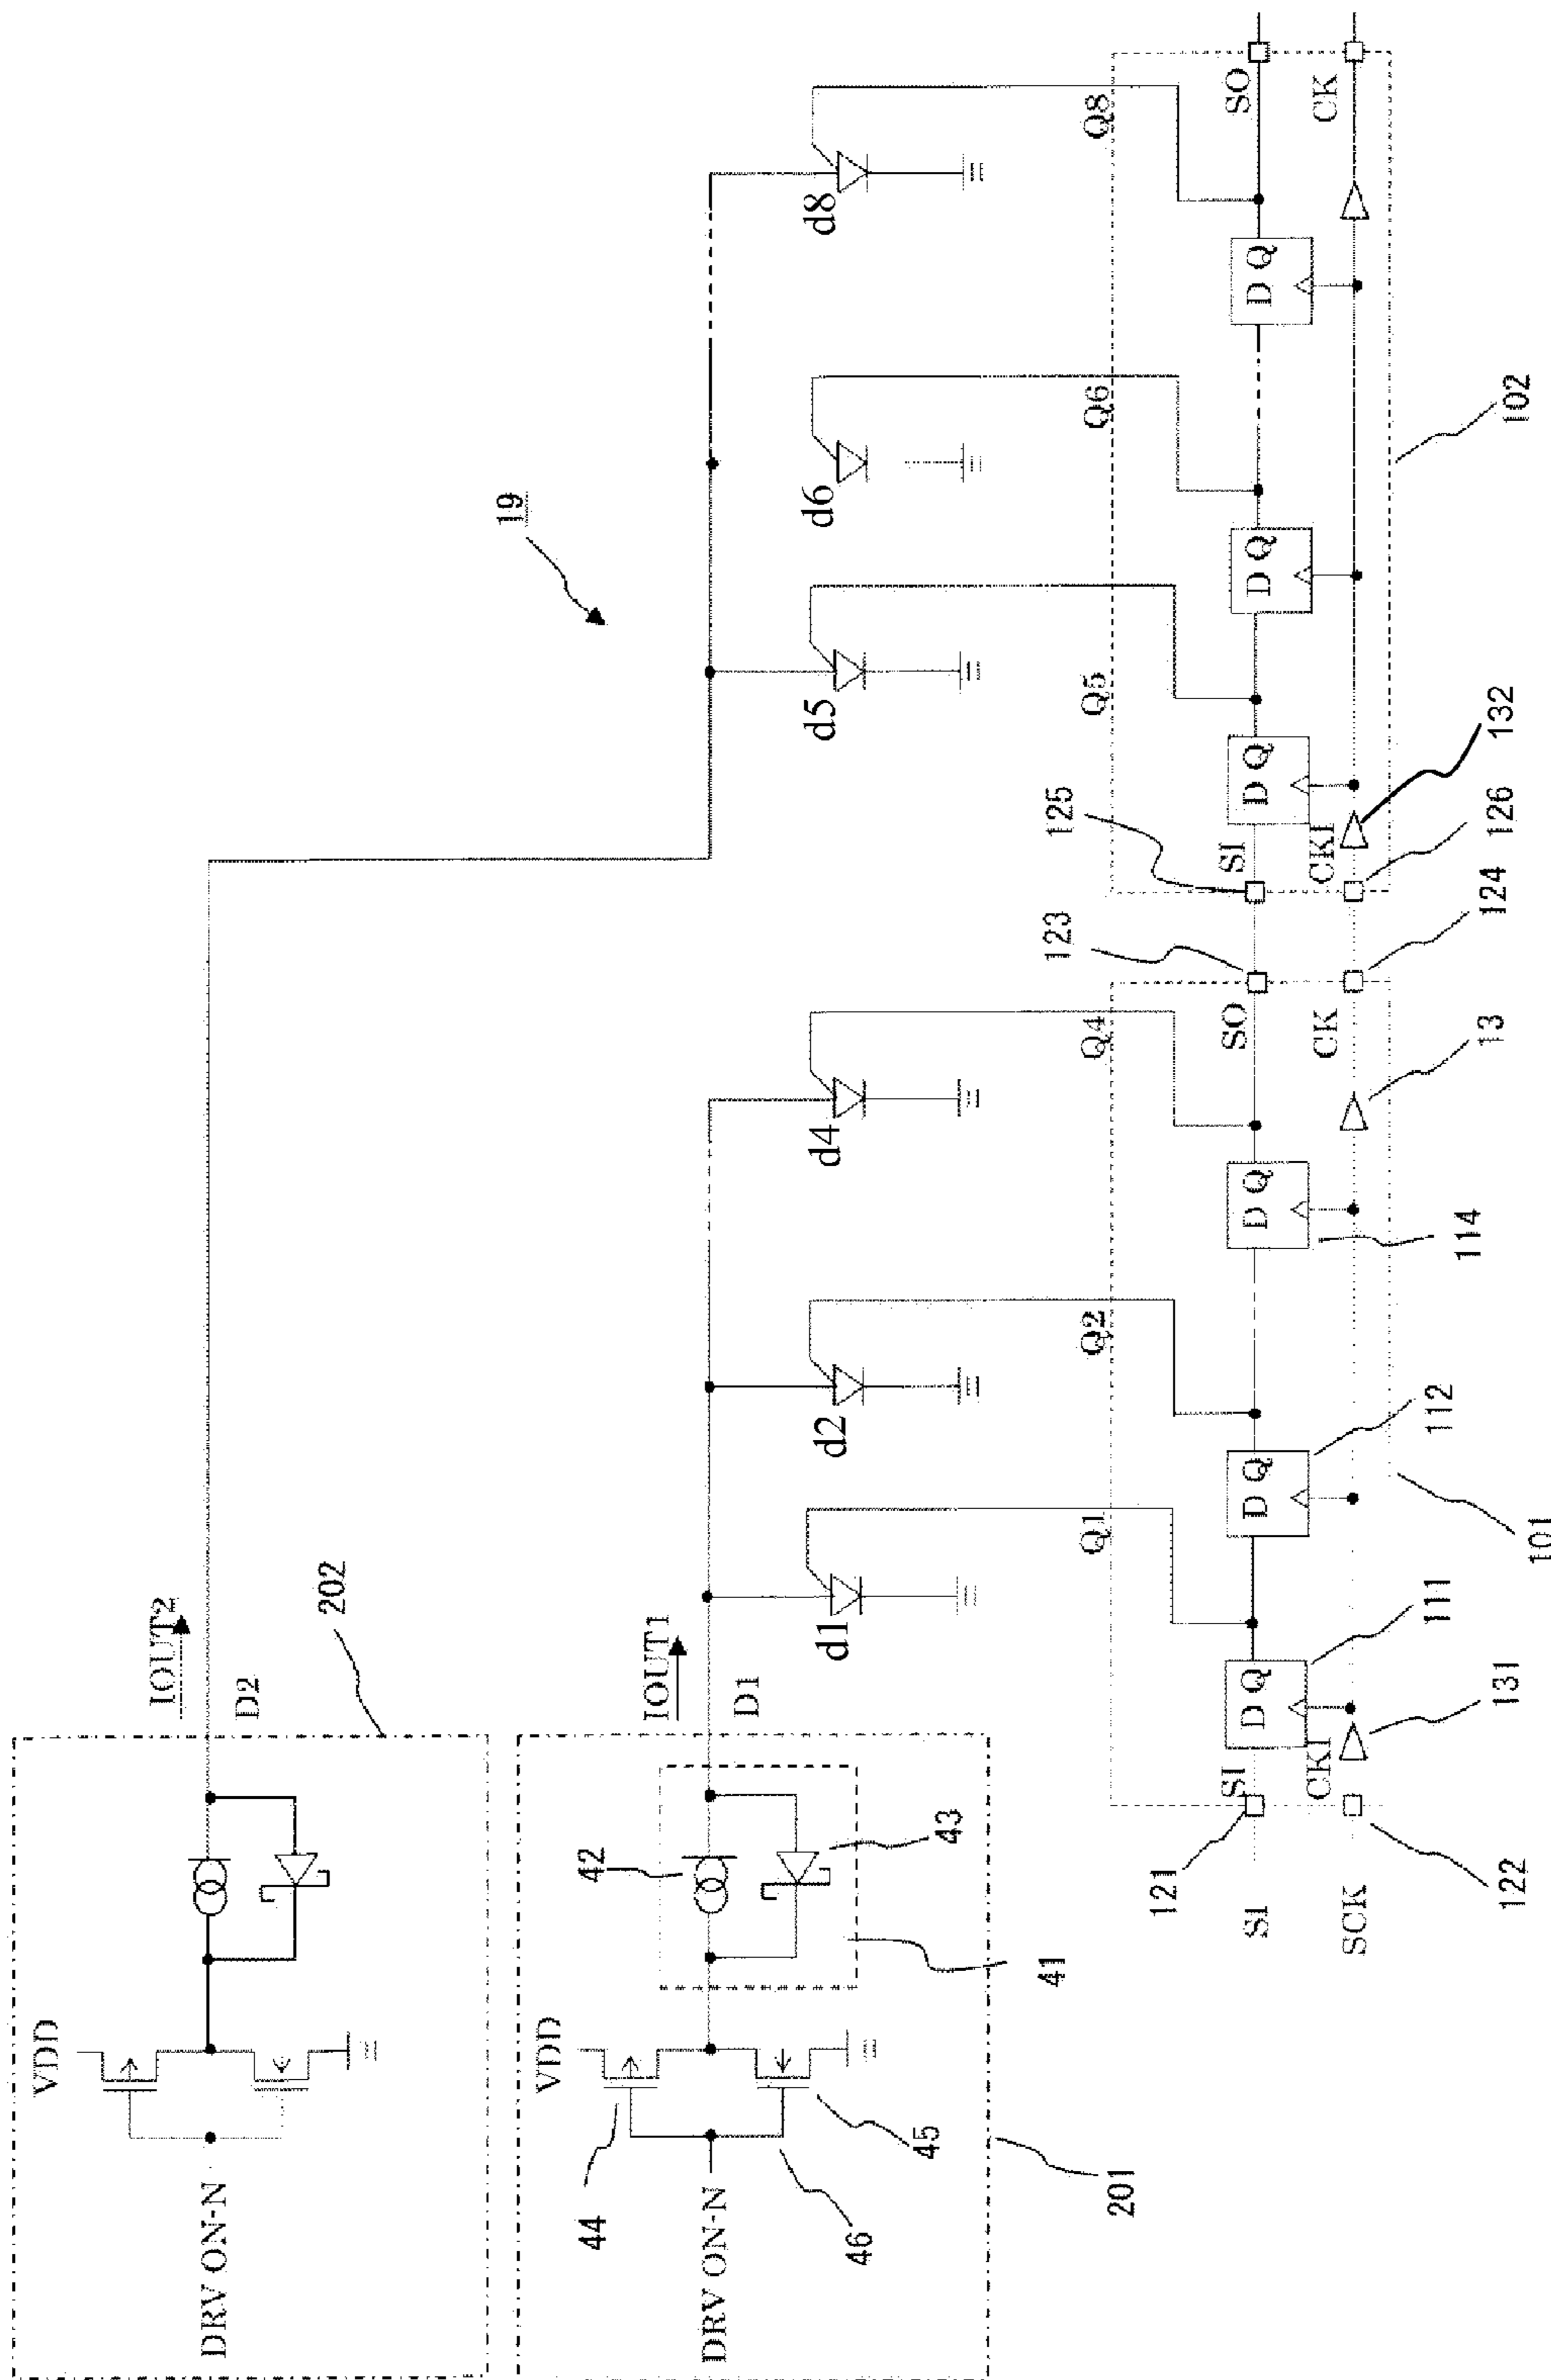 19
IOUT2
D2
202
VDD
DRV ON-N
IOUT1
D1
VDD
DRV ON-N
44
45
46
42
43
41
201
d1
d2
d4
d5
d6
d8
Q1
Q2
Q4
Q5
Q6
Q8
SI
SCK
121
122
SI
CKI
D Q
D Q
D Q
SO
CK
131
111
112
114
13
101
123
124
125
126
SI
CKI
D Q
D Q
D Q
SO
CK
132
102